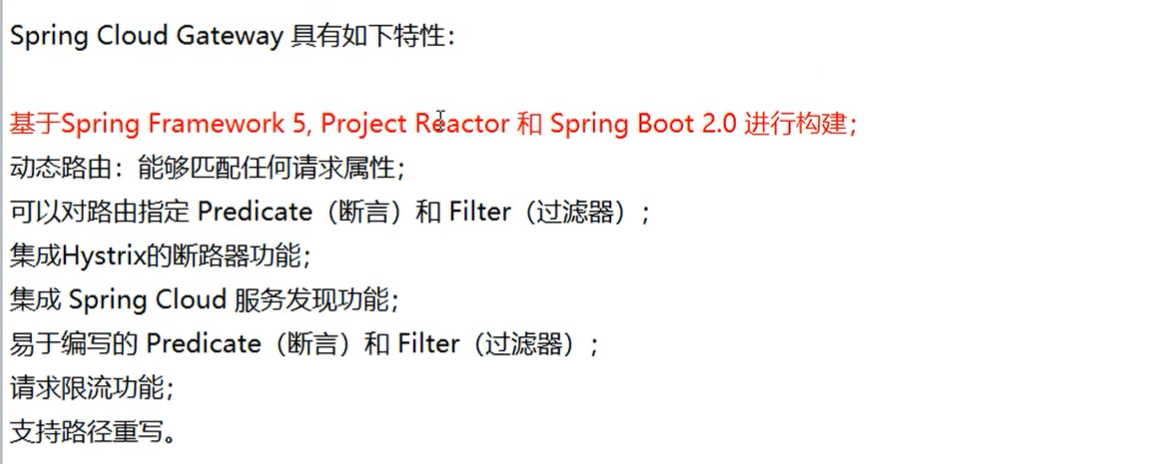 Spring Cloud Gateway 具有如下特性：
基于Spring Framework 5, Project Reactor 和 Spring Boot 2.0 进行构建；
动态路由：能够匹配任何请求属性；
可以对路由指定 Predicate（断言）和 Filter（过滤器）；
集成Hystrix的断路器功能；
集成 Spring Cloud 服务发现功能；
易于编写的 Predicate（断言）和 Filter（过滤器）；
请求限流功能；
支持路径重写。